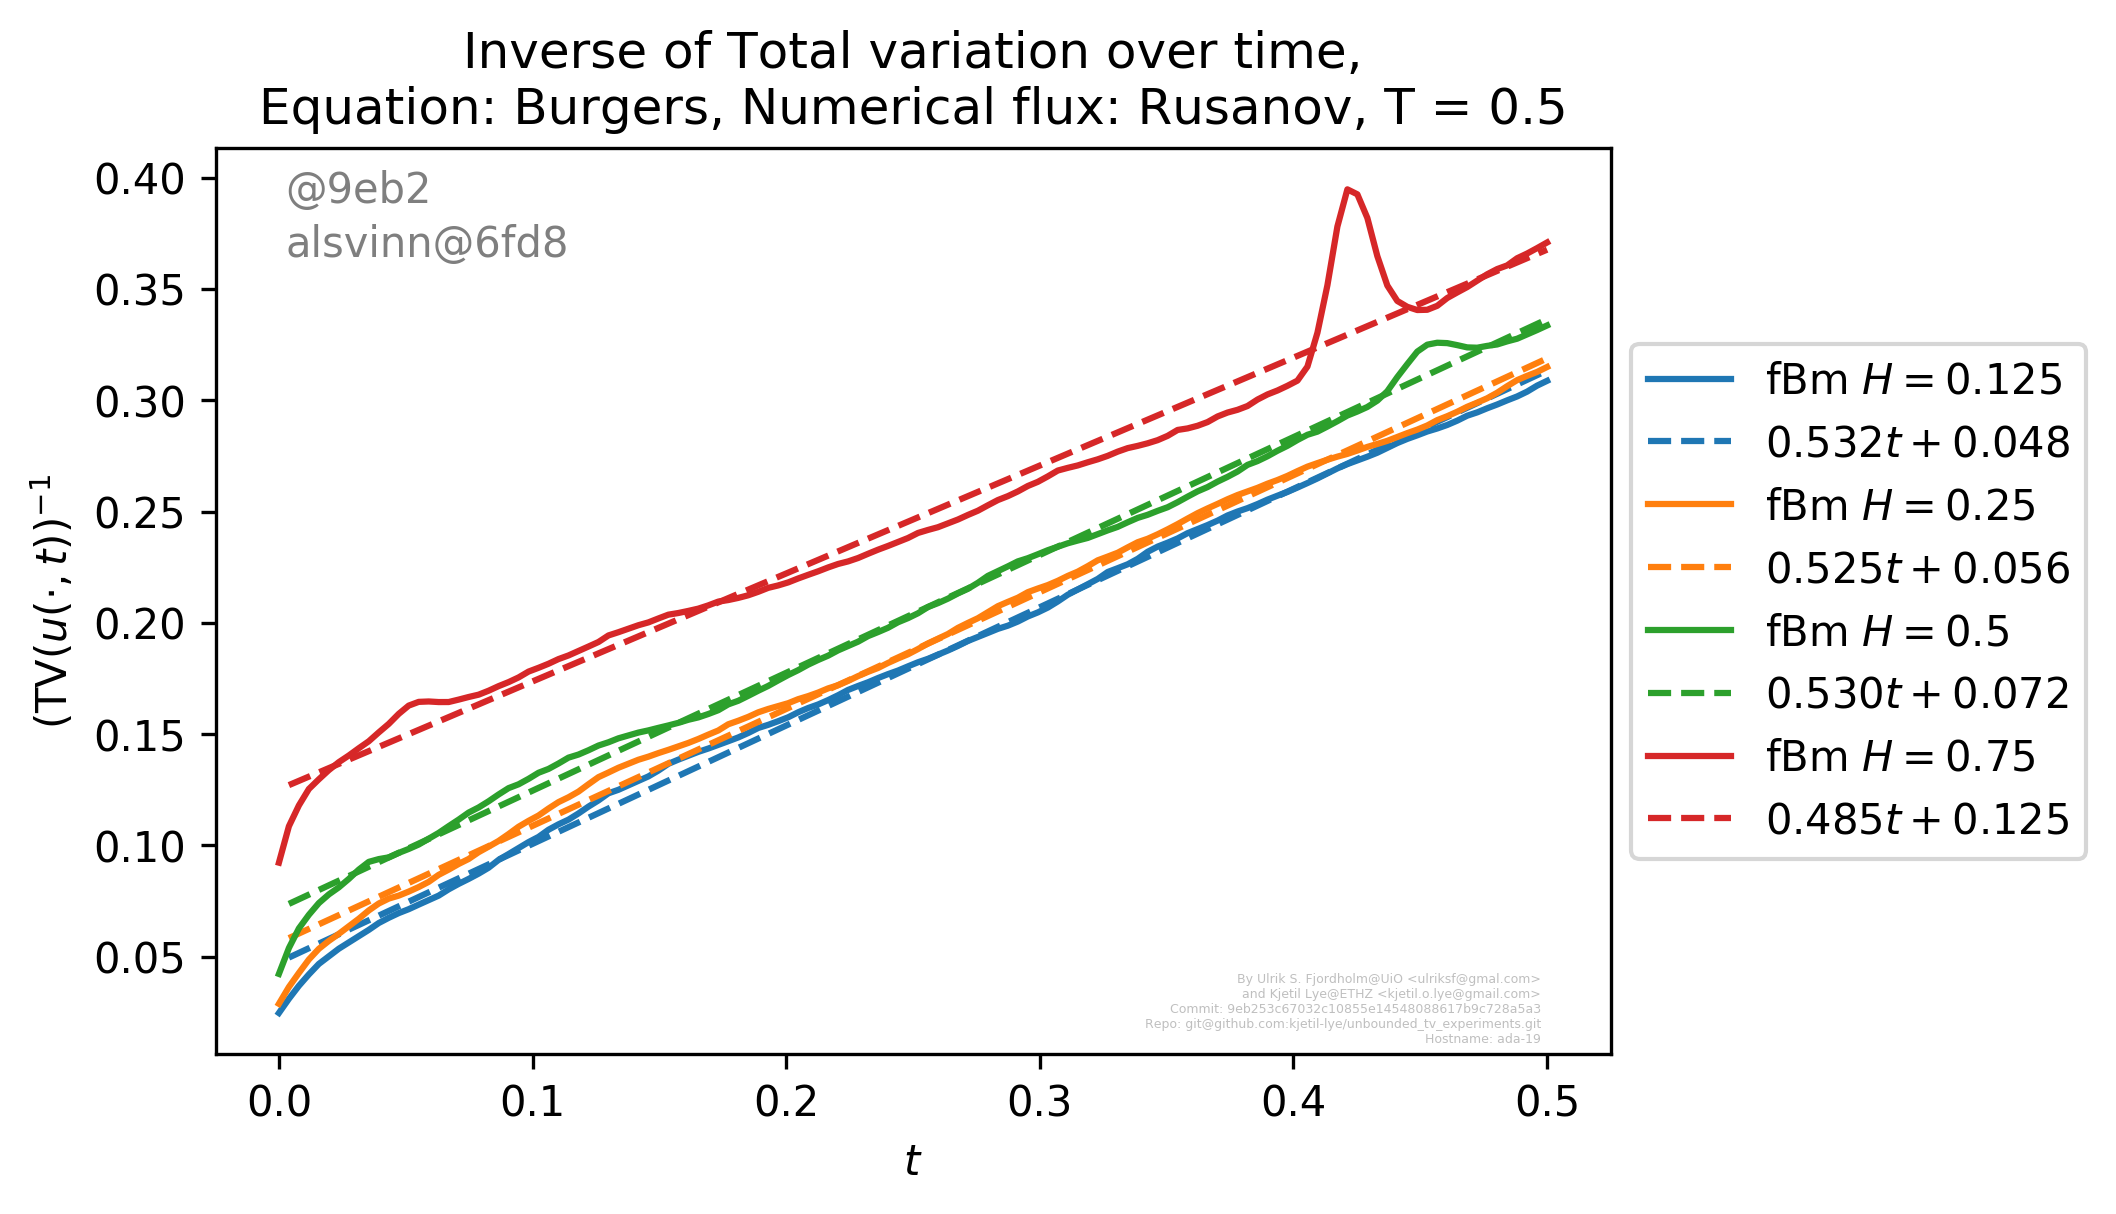 Inverse of Total variation over time,
Equation: Burgers, Numerical flux: Rusanov, T = 0.5
@9eb2
alsvinn@6fd8
0.40
0.35
0.30
0.25
0.20
0.15
0.10
0.05
(TV(u(·, t))⁻¹
0.0 0.1 0.2 0.3 0.4 0.5
t
fBm H = 0.125
0.532t + 0.048
fBm H = 0.25
0.525t + 0.056
fBm H = 0.5
0.530t + 0.072
fBm H = 0.75
0.485t + 0.125
By Ulrik S. Fjordholm@UiO <ulriksf@gmal.com>
and Kjetil Lye@ETHZ <kjetil.o.lye@gmail.com>
Commit: 9eb253c67032c10855e14548088617b9c728a5a3
Repo: git@github.com:kjetil-lye/unbounded_tv_experiments.git
Hostname: ada-19